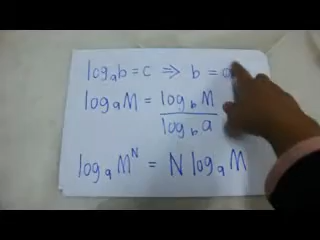 logₐb = c ⇒ b = a
logₐM = log_b M / log_b a
logₐMᴺ = N logₐM